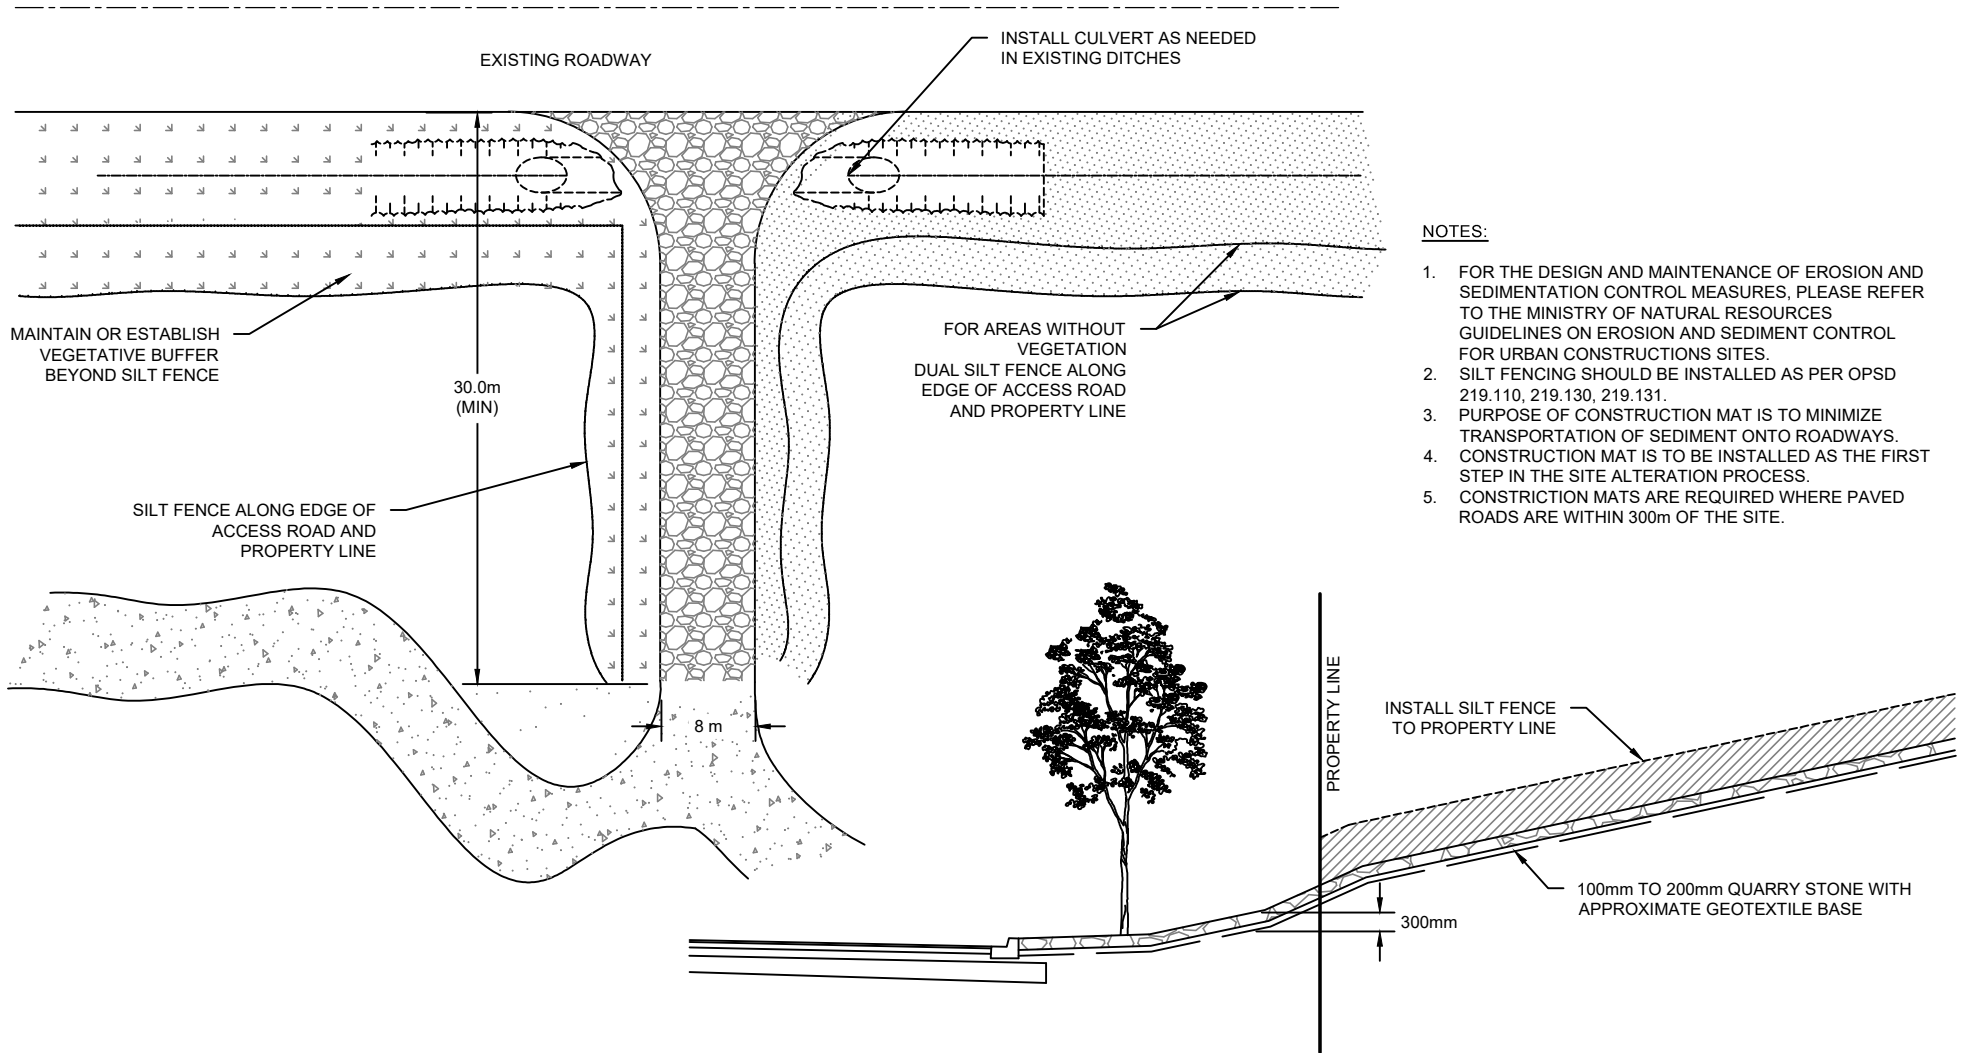 EXISTING ROADWAY
INSTALL CULVERT AS NEEDED
IN EXISTING DITCHES
MAINTAIN OR ESTABLISH
VEGETATIVE BUFFER
BEYOND SILT FENCE
30.0m
(MIN)
FOR AREAS WITHOUT
VEGETATION
DUAL SILT FENCE ALONG
EDGE OF ACCESS ROAD
AND PROPERTY LINE
SILT FENCE ALONG EDGE OF
ACCESS ROAD AND
PROPERTY LINE
8 m
NOTES:
1. FOR THE DESIGN AND MAINTENANCE OF EROSION AND
SEDIMENTATION CONTROL MEASURES, PLEASE REFER
TO THE MINISTRY OF NATURAL RESOURCES
GUIDELINES ON EROSION AND SEDIMENT CONTROL
FOR URBAN CONSTRUCTIONS SITES.
2. SILT FENCING SHOULD BE INSTALLED AS PER OPSD
219.110, 219.130, 219.131.
3. PURPOSE OF CONSTRUCTION MAT IS TO MINIMIZE
TRANSPORTATION OF SEDIMENT ONTO ROADWAYS.
4. CONSTRUCTION MAT IS TO BE INSTALLED AS THE FIRST
STEP IN THE SITE ALTERATION PROCESS.
5. CONSTRICTION MATS ARE REQUIRED WHERE PAVED
ROADS ARE WITHIN 300m OF THE SITE.
PROPERTY LINE
INSTALL SILT FENCE
TO PROPERTY LINE
100mm TO 200mm QUARRY STONE WITH
APPROXIMATE GEOTEXTILE BASE
300mm